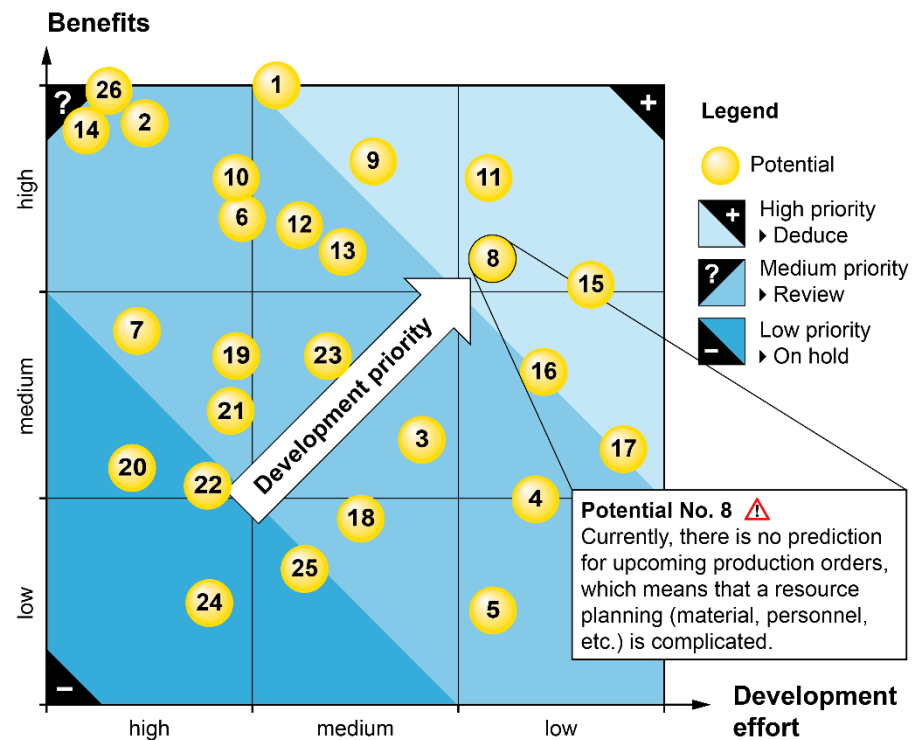 Benefits
high
medium
low
?
+
−
26
1
14
2
9
10
11
6
12
13
8
15
7
19
23
16
21
3
17
20
22
4
18
25
24
5
Development priority
high
medium
low
Development
effort
Legend
Potential
+
High priority
▸ Deduce
?
Medium priority
▸ Review
−
Low priority
▸ On hold
Potential No. 8 ⚠
Currently, there is no prediction
for upcoming production orders,
which means that a resource
planning (material, personnel,
etc.) is complicated.